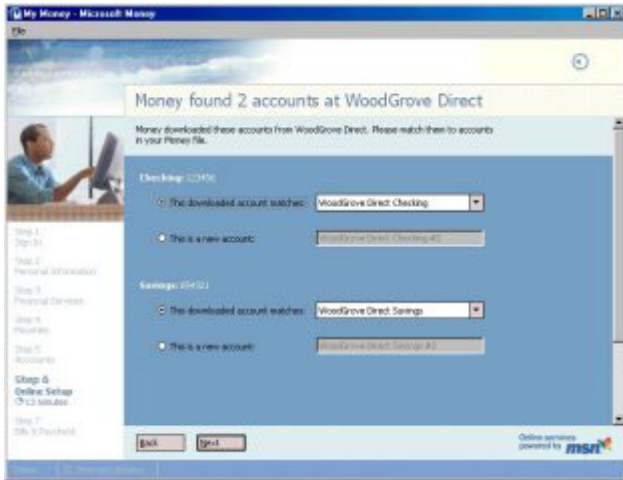 My Money - Microsoft Money
File
Money found 2 accounts at WoodGrove Direct
Money downloaded these accounts from WoodGrove Direct. Please match them to accounts
in your Money file.
Checking: 123456
This downloaded account matches: WoodGrove Direct Checking
This is a new account: WoodGrove Direct Checking #2
Savings: 654321
This downloaded account matches: WoodGrove Direct Savings
This is a new account: WoodGrove Direct Savings #2
Step 1
Sign In
Step 2
Personal Information
Step 3
Financial Services
Step 4
Step 5
Accounts
Step 6
Online Setup
Step 7
Bills & Paycheck
Back Next
Online services
powered by msn